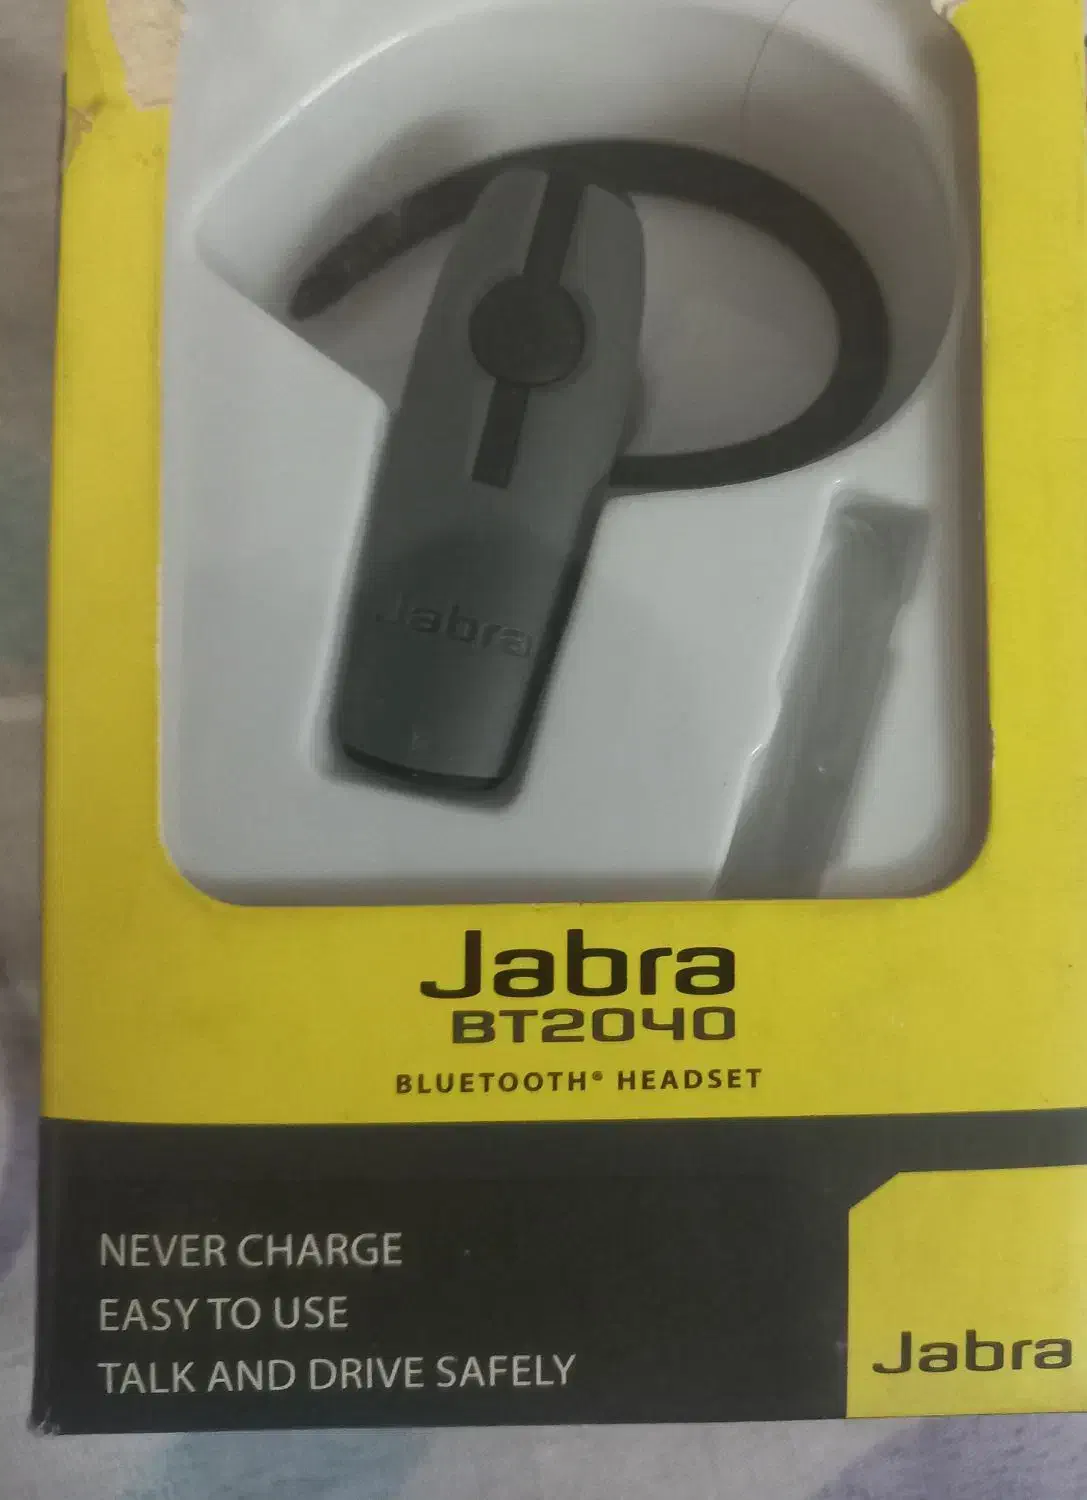 Jabra
Jabra
BT2040
BLUETOOTH® HEADSET
NEVER CHARGE
EASY TO USE
TALK AND DRIVE SAFELY
Jabra